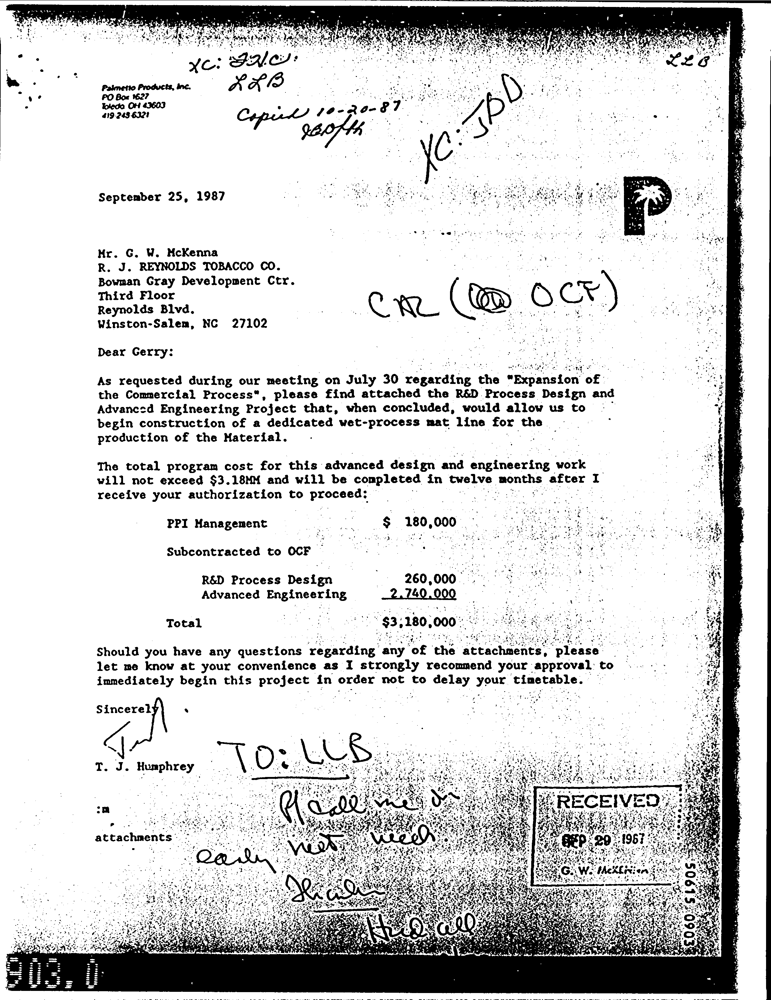 XC:
LLB
LLB
Palmetto Products, Inc.
PO Box 1627
Toledo OH 43603
419 243 6321
Copied 10-20-87
XC: JPD
P
September 25, 1987
Mr. G. W. McKenna
R. J. REYNOLDS TOBACCO CO.
Bowman Gray Development Ctr.
Third Floor
Reynolds Blvd.
Winston-Salem, NC 27102
( OCF)
Dear Gerry:
As requested during our meeting on July 30 regarding the "Expansion of
the Commercial Process", please find attached the R&D Process Design and
Advanced Engineering Project that, when concluded, would allow us to
begin construction of a dedicated wet-process mat line for the
production of the Material.
The total program cost for this advanced design and engineering work
will not exceed $3.18MM and will be completed in twelve months after I
receive your authorization to proceed:
PPI Management $ 180,000
Subcontracted to OCF
R&D Process Design 260,000
Advanced Engineering 2,740,000
Total $3,180,000
Should you have any questions regarding any of the attachments, please
let me know at your convenience as I strongly recommend your approval to
immediately begin this project in order not to delay your timetable.
Sincerely,
T. J. Humphrey
TO: LLB
Pl call me
early next week.
:m
attachments
RECEIVED
SEP 29 1987
G. W. McKenna
50615 0903
903.0